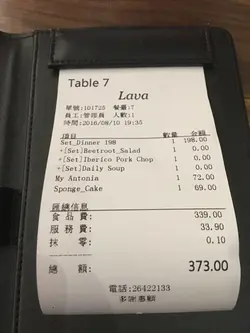 Table 7
Lava
單號:101725 餐臺:7
員工:管理員 人數:1
時間:2016/08/10 19:35
項目 數量 金額
Set_Dinner 198 1 198.00
+[Set]Beetroot_Salad 1 0.00
+[Set]Iberico Pork Chop 1 0.00
+[Set]Daily Soup 1 0.00
My Antonia 1 72.00
Sponge_Cake 1 69.00
匯總信息
食品費: 339.00
服務費: 33.90
抹零: 0.10
總額: 373.00
電話:26422133
多謝惠顧